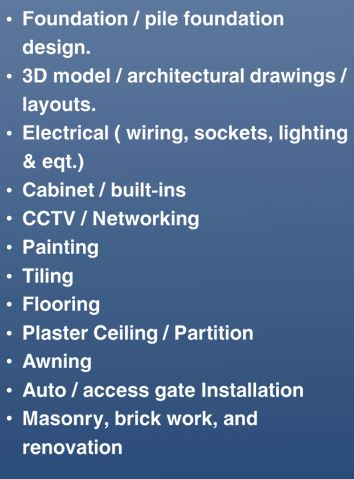 • Foundation / pile foundation
design.
• 3D model / architectural drawings /
layouts.
• Electrical ( wiring, sockets, lighting
& eqt.)
• Cabinet / built-ins
• CCTV / Networking
• Painting
• Tiling
• Flooring
• Plaster Ceiling / Partition
• Awning
• Auto / access gate Installation
• Masonry, brick work, and
renovation